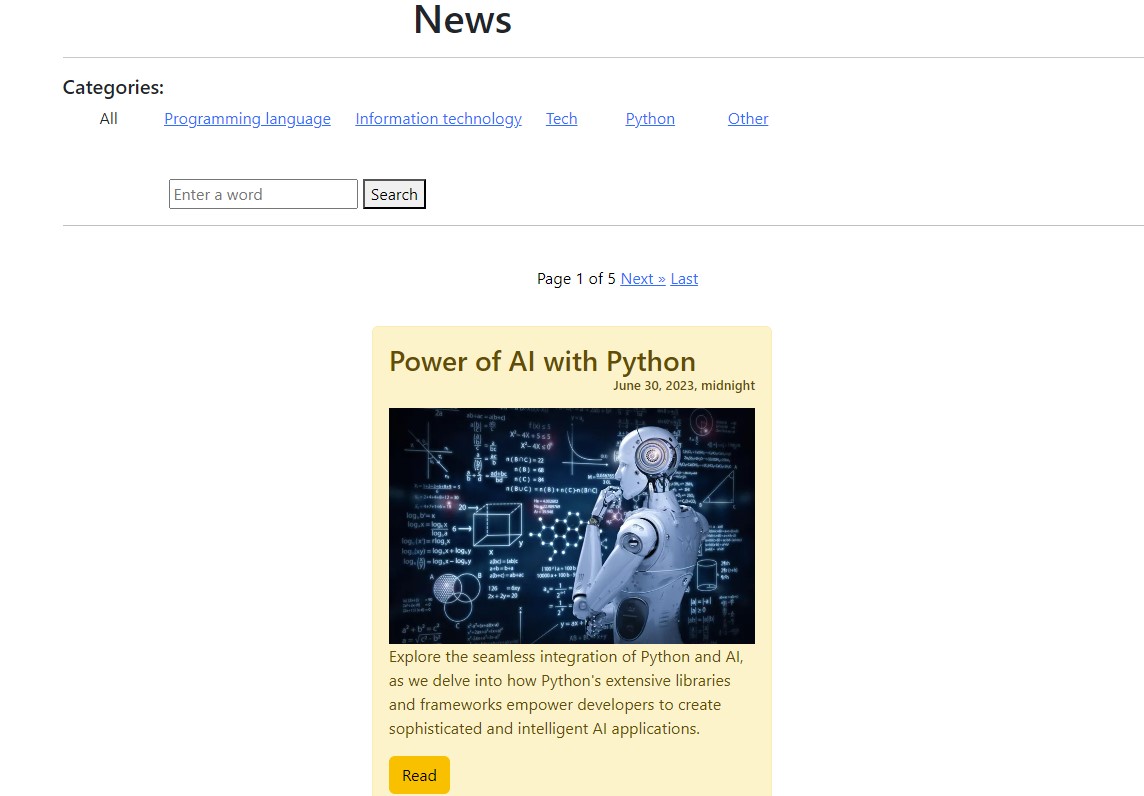 News
Categories:
All Programming language Information technology Tech Python Other
Enter a word Search
Page 1 of 5 Next » Last
Power of AI with Python
June 30, 2023, midnight
Explore the seamless integration of Python and AI,
as we delve into how Python's extensive libraries
and frameworks empower developers to create
sophisticated and intelligent AI applications.
Read